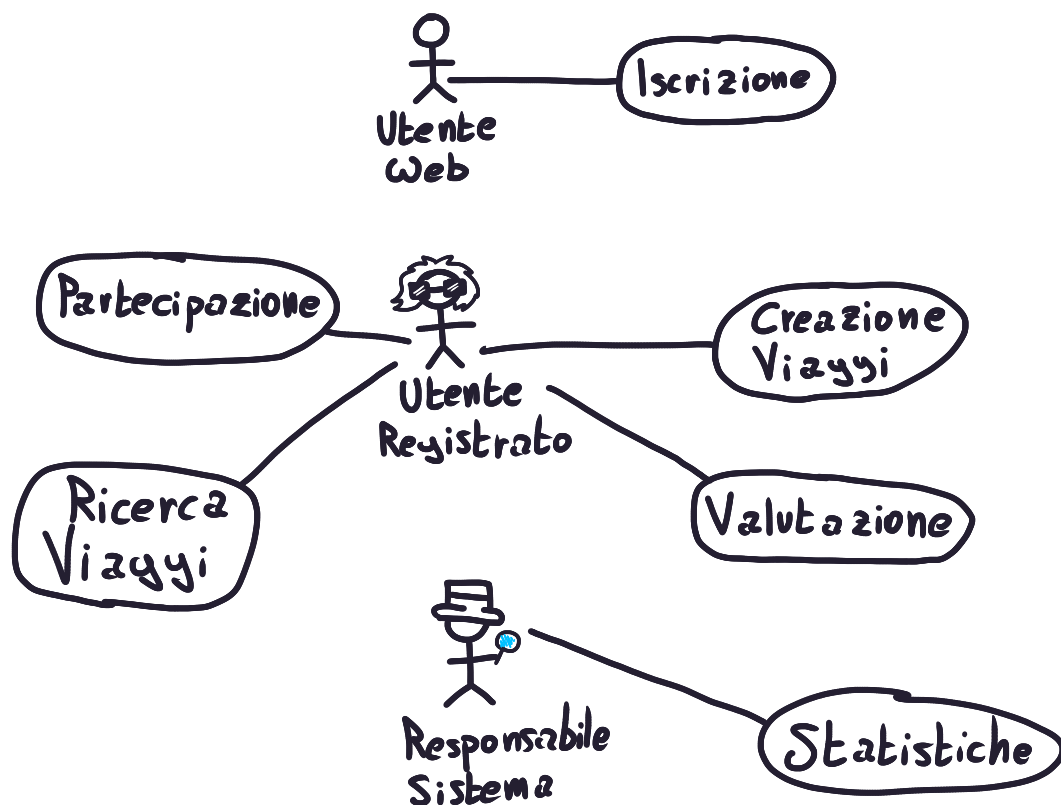 Iscrizione
Utente
Web
Partecipazione
Creazione
Viaggi
Utente
Registrato
Ricerca
Viaggi
Valutazione
Responsabile
Sistema
Statistiche